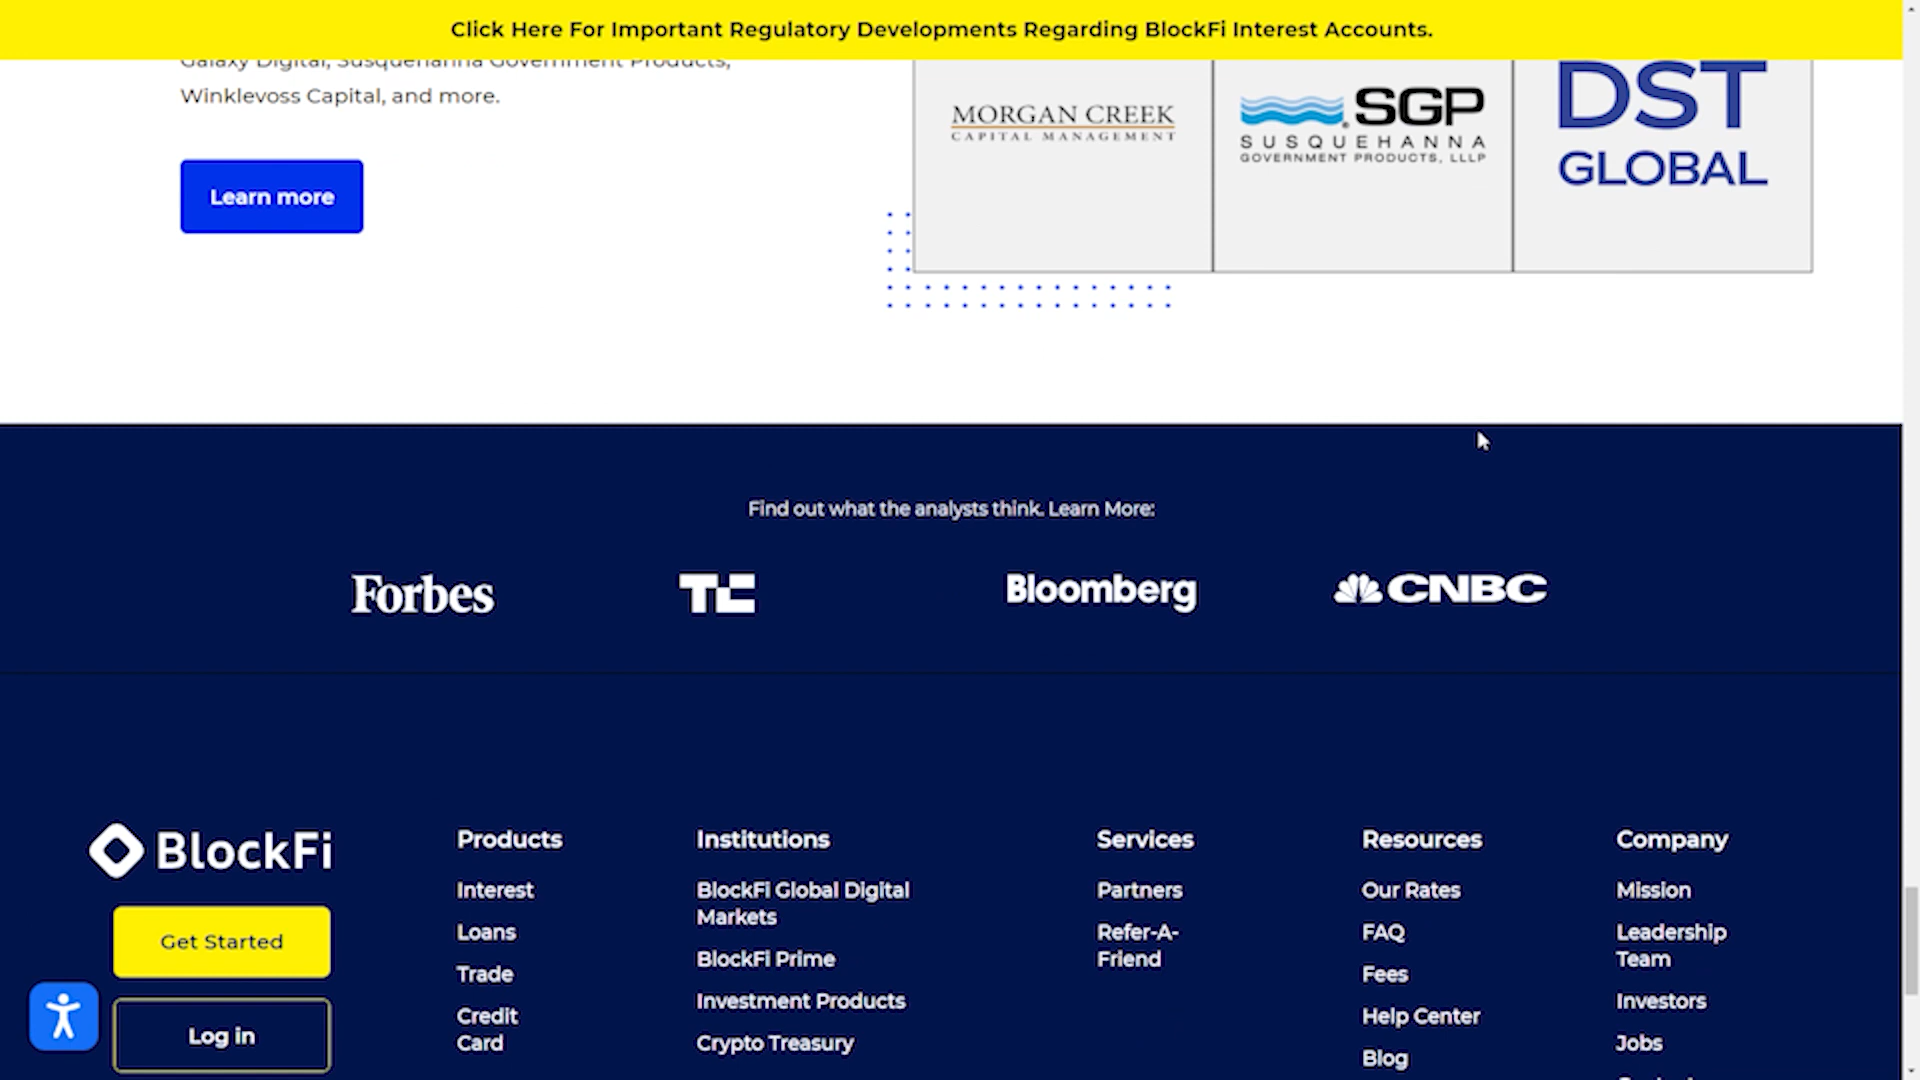 Click Here For Important Regulatory Developments Regarding BlockFi Interest Accounts.
Galaxy Digital, Susquehanna Government Products,
Winklevoss Capital, and more.
Learn more
MORGAN CREEK
CAPITAL MANAGEMENT
SGP
SUSQUEHANNA
GOVERNMENT PRODUCTS, LLLP
DST
GLOBAL
Find out what the analysts think. Learn More:
Forbes
TC
Bloomberg
CNBC
BlockFi
Get Started
Log in
Products
Interest
Loans
Trade
Credit
Card
Institutions
BlockFi Global Digital
Markets
BlockFi Prime
Investment Products
Crypto Treasury
Services
Partners
Refer-A-
Friend
Resources
Our Rates
FAQ
Fees
Help Center
Blog
Company
Mission
Leadership
Team
Investors
Jobs